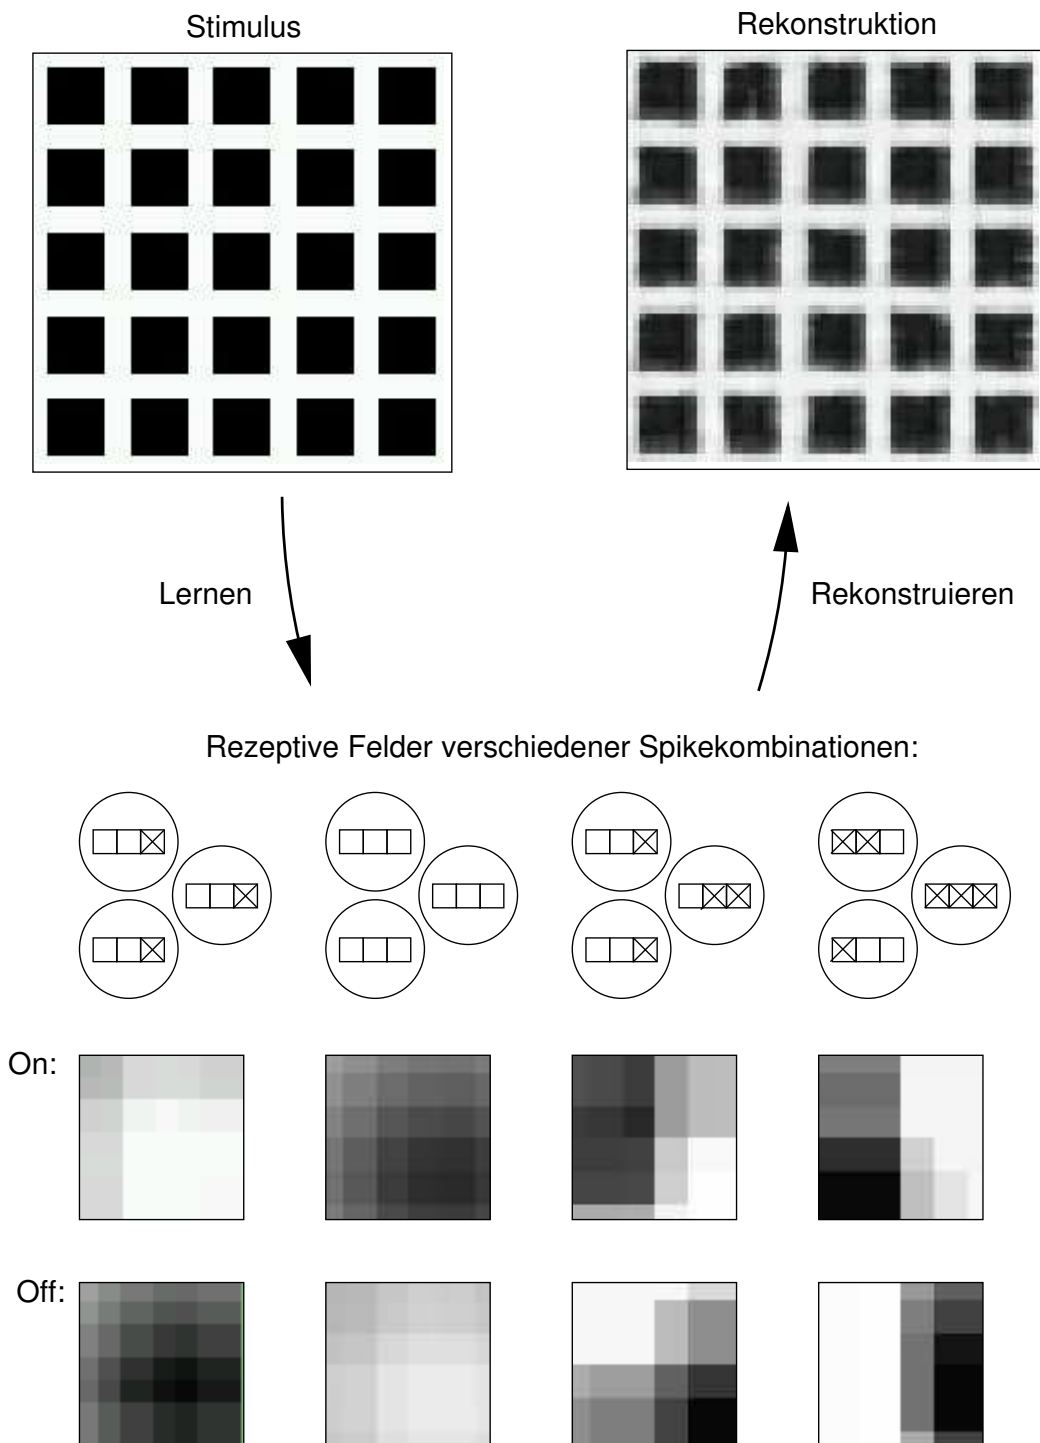 Stimulus
Rekonstruktion
Lernen
Rekonstruieren
Rezeptive Felder verschiedener Spikekombinationen:
On:
Off: